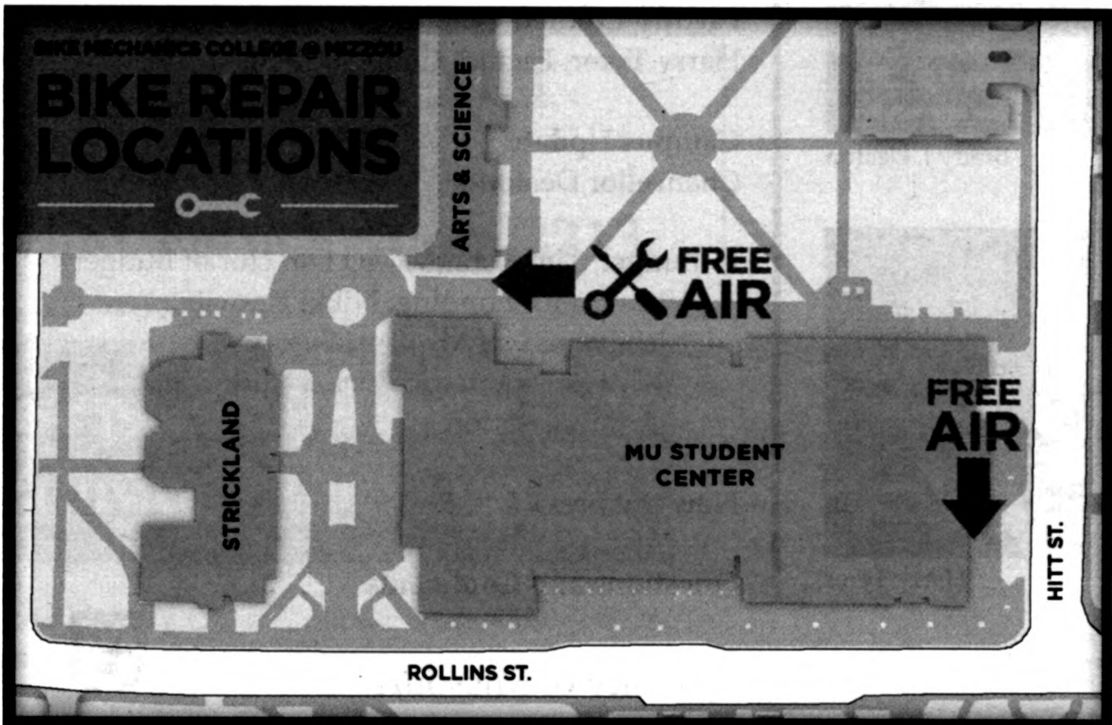 BIKE MECHANICS COLLEGE @ MIZZOU
BIKE REPAIR
LOCATIONS
ARTS & SCIENCE
FREE
AIR
FREE
AIR
MU STUDENT
CENTER
STRICKLAND
HITT ST.
ROLLINS ST.